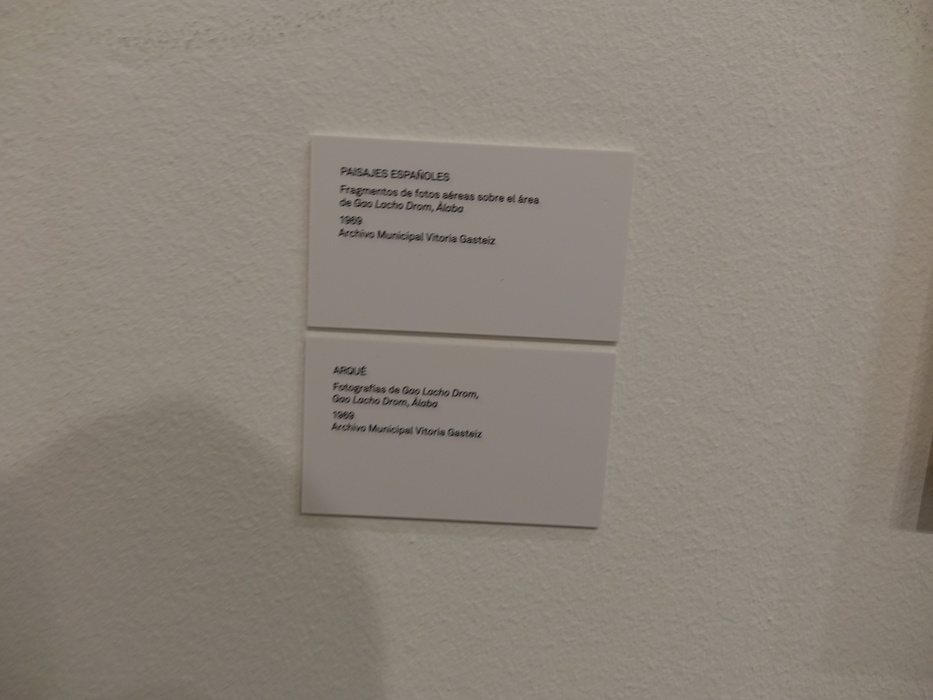 PAISAJES ESPAÑOLES
Fragmentos de fotos aéreas sobre el área
de Gao Lacho Drom, Álaba
1969
Archivo Municipal Vitoria Gasteiz
ARQUÉ
Fotografías de Gao Lacho Drom,
Gao Lacho Drom, Álaba
1969
Archivo Municipal Vitoria Gasteiz